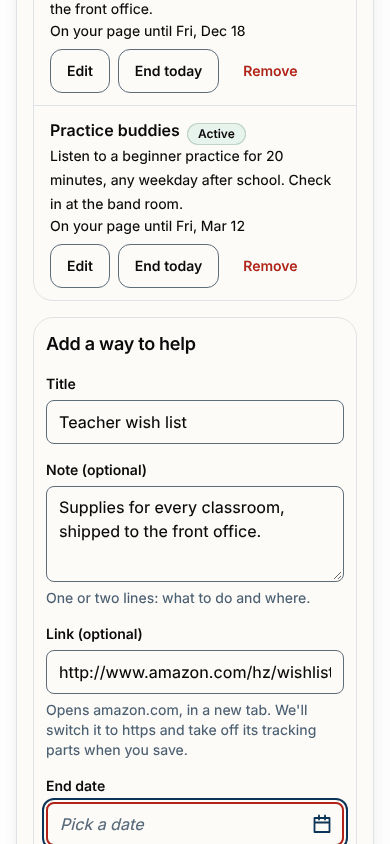 the front office.
On your page until Fri, Dec 18
Edit End today Remove
Practice buddies Active
Listen to a beginner practice for 20
minutes, any weekday after school. Check
in at the band room.
On your page until Fri, Mar 12
Edit End today Remove
Add a way to help
Title
Teacher wish list
Note (optional)
Supplies for every classroom,
shipped to the front office.
One or two lines: what to do and where.
Link (optional)
http://www.amazon.com/hz/wishlist
Opens amazon.com, in a new tab. We'll
switch it to https and take off its tracking
parts when you save.
End date
Pick a date